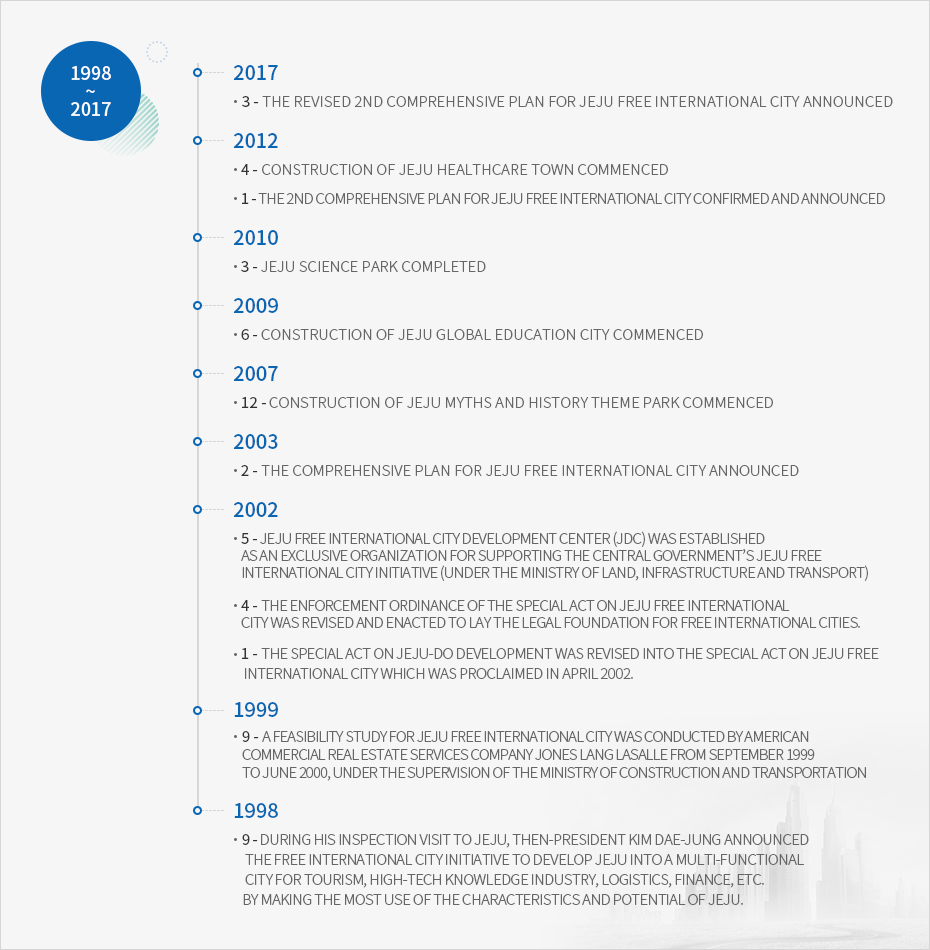 1998
~
2017
2017
• 3 - THE REVISED 2ND COMPREHENSIVE PLAN FOR JEJU FREE INTERNATIONAL CITY ANNOUNCED
2012
• 4 - CONSTRUCTION OF JEJU HEALTHCARE TOWN COMMENCED
• 1 - THE 2ND COMPREHENSIVE PLAN FOR JEJU FREE INTERNATIONAL CITY CONFIRMED AND ANNOUNCED
2010
• 3 - JEJU SCIENCE PARK COMPLETED
2009
• 6 - CONSTRUCTION OF JEJU GLOBAL EDUCATION CITY COMMENCED
2007
• 12 - CONSTRUCTION OF JEJU MYTHS AND HISTORY THEME PARK COMMENCED
2003
• 2 - THE COMPREHENSIVE PLAN FOR JEJU FREE INTERNATIONAL CITY ANNOUNCED
2002
• 5 - JEJU FREE INTERNATIONAL CITY DEVELOPMENT CENTER (JDC) WAS ESTABLISHED
AS AN EXCLUSIVE ORGANIZATION FOR SUPPORTING THE CENTRAL GOVERNMENT’S JEJU FREE
INTERNATIONAL CITY INITIATIVE (UNDER THE MINISTRY OF LAND, INFRASTRUCTURE AND TRANSPORT)
• 4 - THE ENFORCEMENT ORDINANCE OF THE SPECIAL ACT ON JEJU FREE INTERNATIONAL
CITY WAS REVISED AND ENACTED TO LAY THE LEGAL FOUNDATION FOR FREE INTERNATIONAL CITIES.
• 1 - THE SPECIAL ACT ON JEJU-DO DEVELOPMENT WAS REVISED INTO THE SPECIAL ACT ON JEJU FREE
INTERNATIONAL CITY WHICH WAS PROCLAIMED IN APRIL 2002.
1999
• 9 - A FEASIBILITY STUDY FOR JEJU FREE INTERNATIONAL CITY WAS CONDUCTED BY AMERICAN
COMMERCIAL REAL ESTATE SERVICES COMPANY JONES LANG LASALLE FROM SEPTEMBER 1999
TO JUNE 2000, UNDER THE SUPERVISION OF THE MINISTRY OF CONSTRUCTION AND TRANSPORTATION
1998
• 9 - DURING HIS INSPECTION VISIT TO JEJU, THEN-PRESIDENT KIM DAE-JUNG ANNOUNCED
THE FREE INTERNATIONAL CITY INITIATIVE TO DEVELOP JEJU INTO A MULTI-FUNCTIONAL
CITY FOR TOURISM, HIGH-TECH KNOWLEDGE INDUSTRY, LOGISTICS, FINANCE, ETC.
BY MAKING THE MOST USE OF THE CHARACTERISTICS AND POTENTIAL OF JEJU.